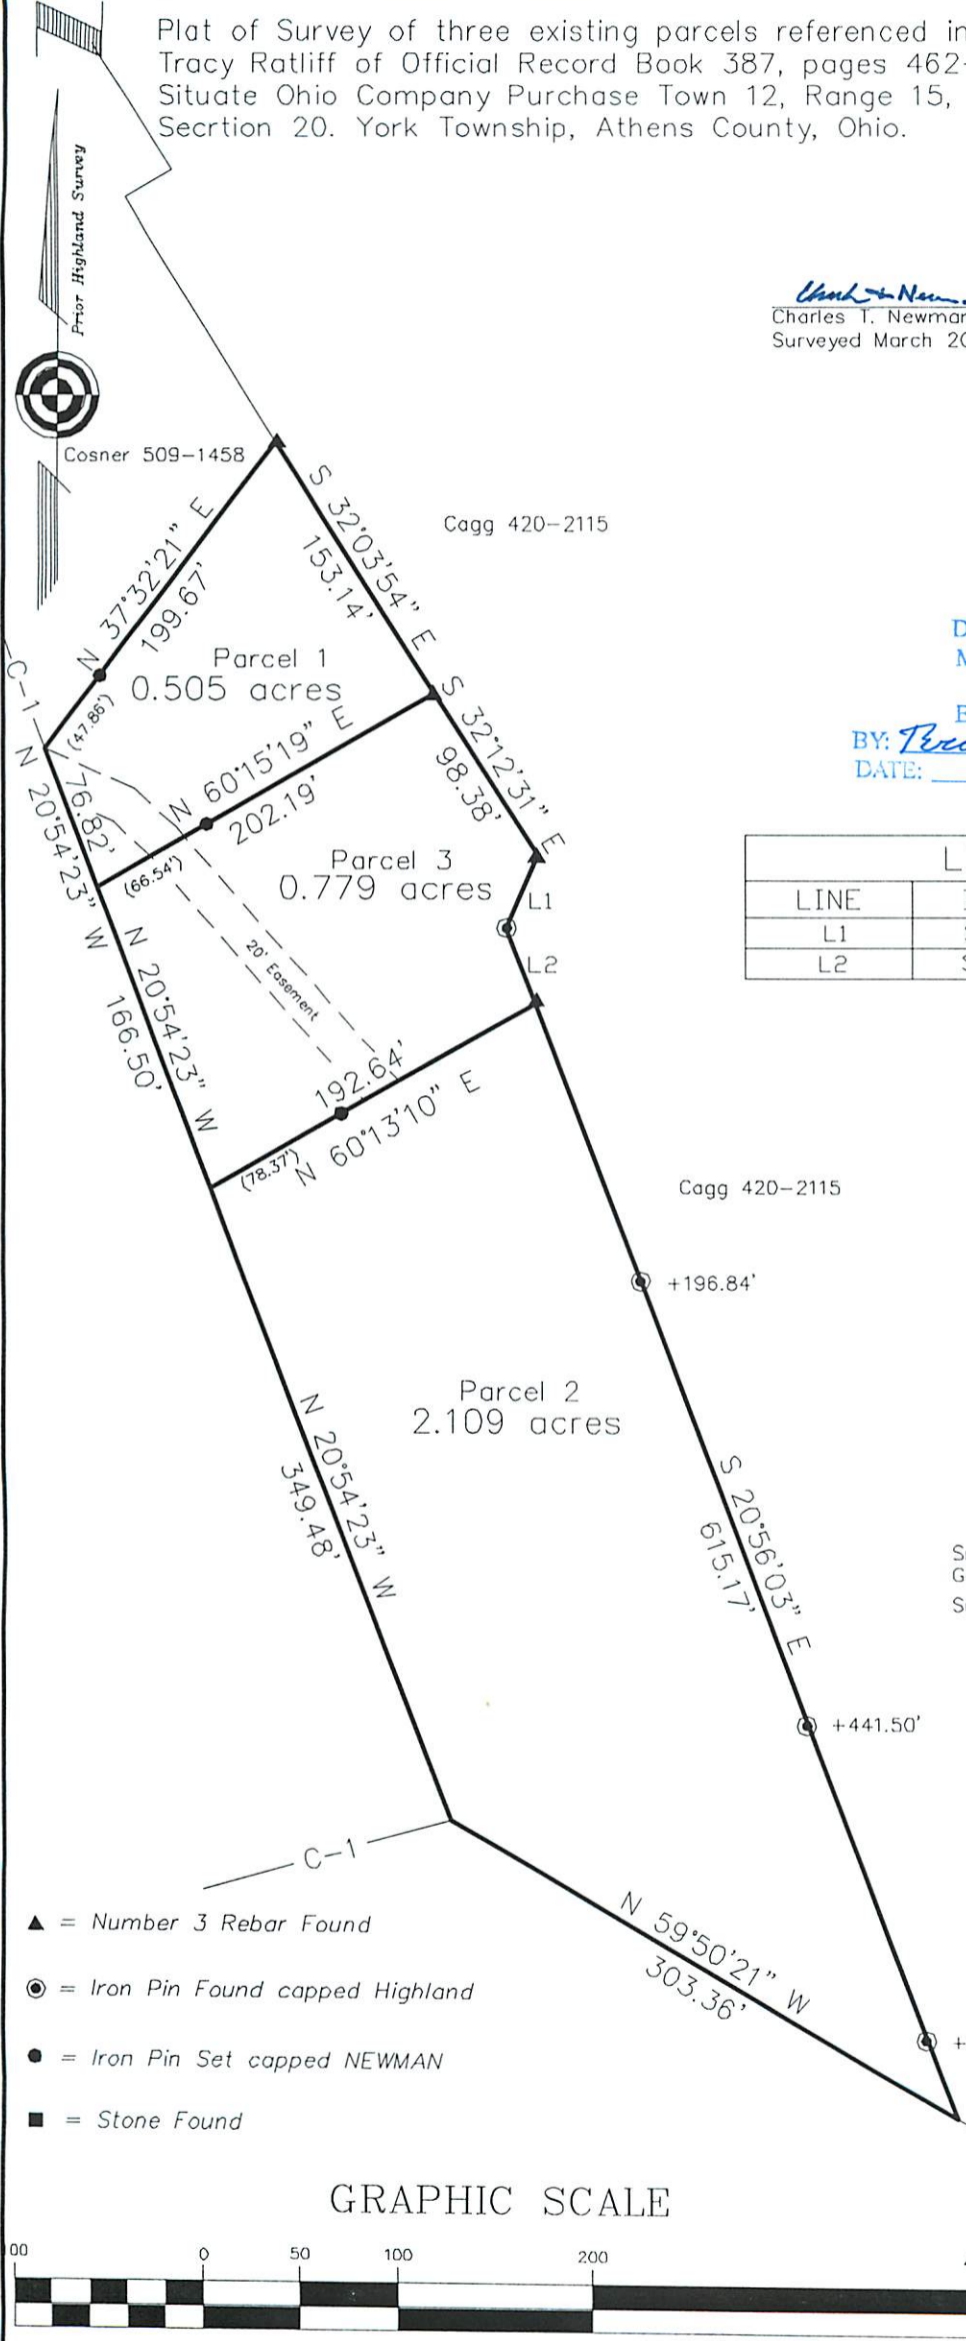 Plat of Survey of three existing parcels referenced in
Tracy Ratliff of Official Record Book 387, pages 462-
Situate Ohio Company Purchase Town 12, Range 15,
Secrtion 20. York Township, Athens County, Ohio.
Prior Highland Survey
Charles T. Newman
Surveyed March 20
Cosner 509-1458
Cagg 420-2115
N 37°32'21" E
199.67'
S 32°03'54" E
153.14'
Parcel 1
0.505 acres
(47.86')
C-1
N 60°15'19" E
202.19'
(66.54')
N 20°54'23" W
76.82'
S 32°12'31" E
98.38'
BY:
DATE:
Parcel 3
0.779 acres
L1
L2
LINE
L1
L2
20' Easement
N 20°54'23" W
166.50'
192.64'
N 60°13'10" E
(78.37')
Cagg 420-2115
+196.84'
Parcel 2
2.109 acres
N 20°54'23" W
349.48'
S 20°56'03" E
615.17'
+441.50'
C-1
N 59°50'21" W
303.36'
▲ = Number 3 Rebar Found
= Iron Pin Found capped Highland
● = Iron Pin Set capped NEWMAN
■ = Stone Found
GRAPHIC SCALE
00 0 50 100 200